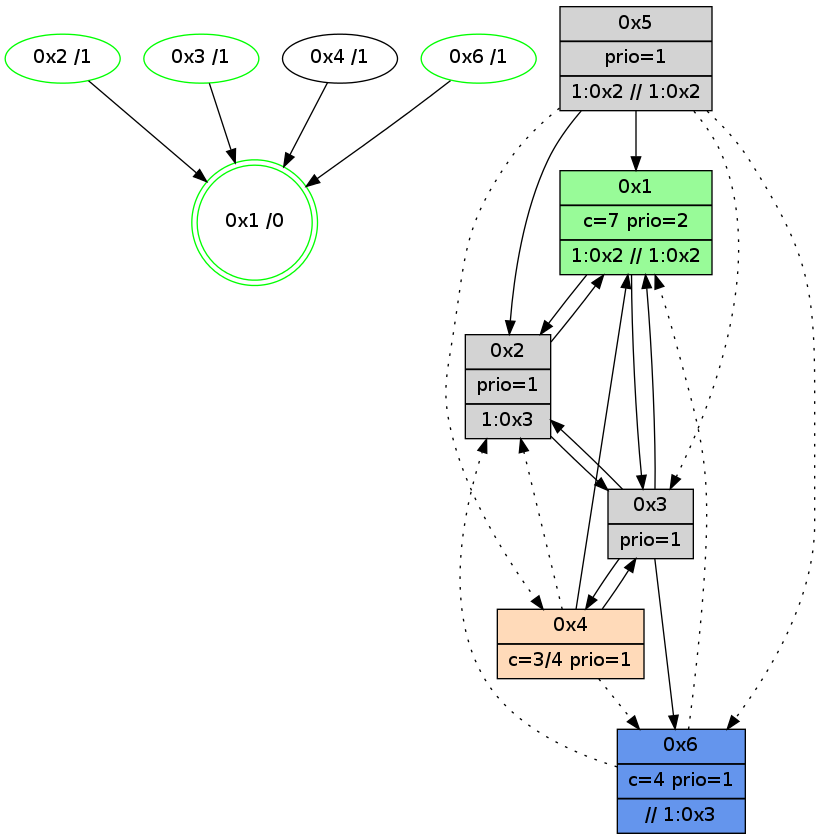 0x2 /1
0x3 /1
0x4 /1
0x6 /1
0x1 /0
0x5
prio=1
1:0x2 // 1:0x2
0x1
c=7 prio=2
1:0x2 // 1:0x2
0x2
prio=1
1:0x3
0x3
prio=1
0x4
c=3/4 prio=1
0x6
c=4 prio=1
// 1:0x3